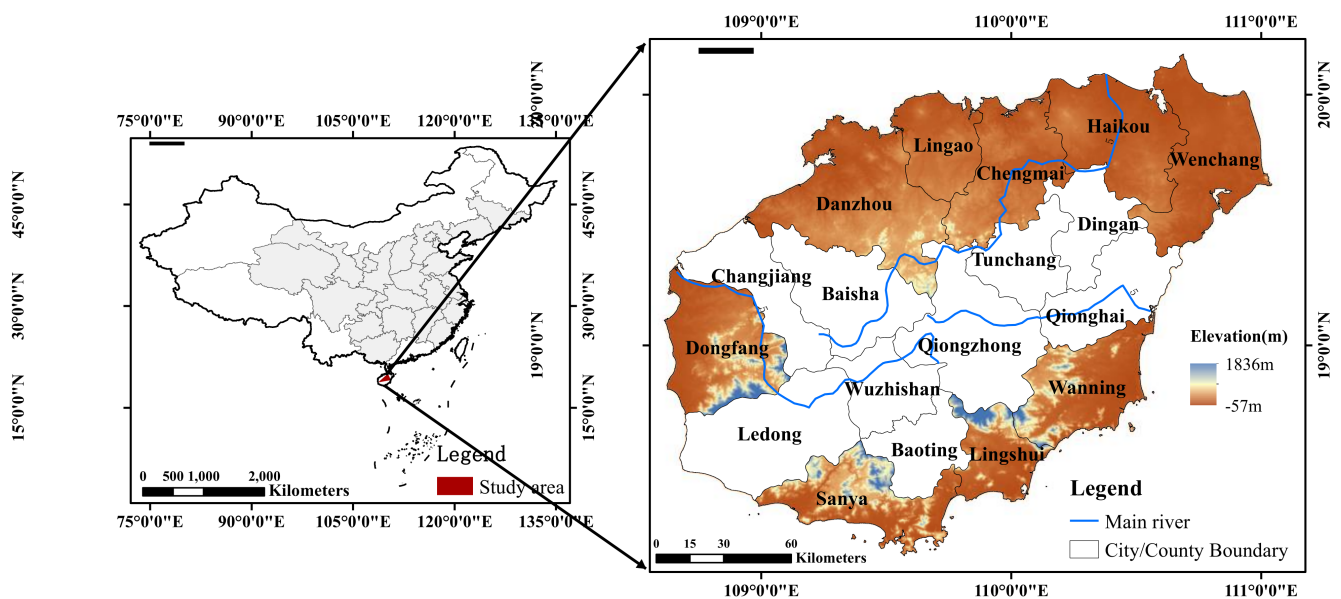 75°0'0"E 90°0'0"E 105°0'0"E 120°0'0"E 135°0'0"E
45°0'0"N
30°0'0"N
15°0'0"N
20°0'0"N
45°0'0"N
30°0'0"N
15°0'0"N
Legend
Study area
0 500 1,000 2,000
Kilometers
75°0'0"E 90°0'0"E 105°0'0"E 120°0'0"E 135°0'0"E
109°0'0"E 110°0'0"E 111°0'0"E
20°0'0"N
19°0'0"N
19°0'0"N
Haikou
Lingao
Wenchang
Chengmai
Danzhou
Dingan
Tunchang
Changjiang
Baisha
Qionghai
Dongfang
Qiongzhong
Wuzhishan
Wanning
Ledong
Baoting
Lingshui
Sanya
Elevation(m)
1836m
-57m
Legend
Main river
City/County Boundary
0 15 30 60
Kilometers
109°0'0"E 110°0'0"E 111°0'0"E